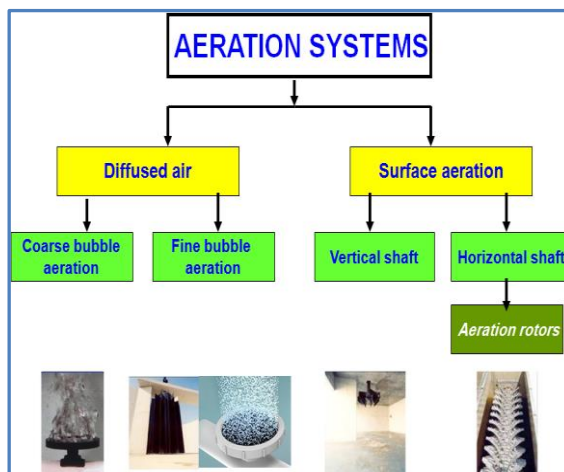 AERATION SYSTEMS
Diffused air
Surface aeration
Coarse bubble
aeration
Fine bubble
aeration
Vertical shaft
Horizontal shaft
Aeration rotors